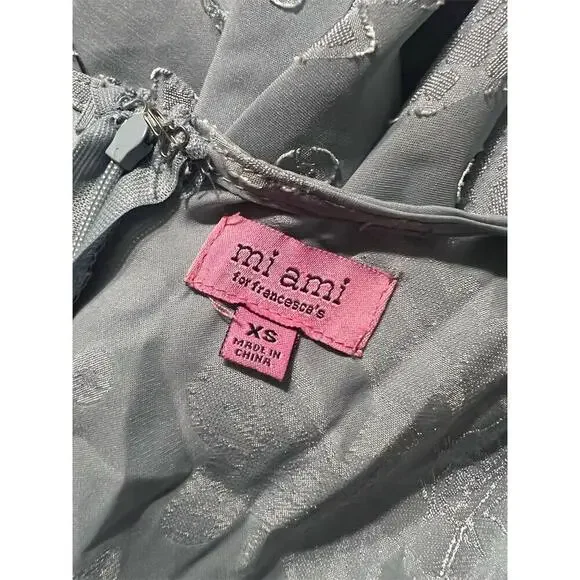 mi ami
for francesca's
XS
MADE IN
CHINA